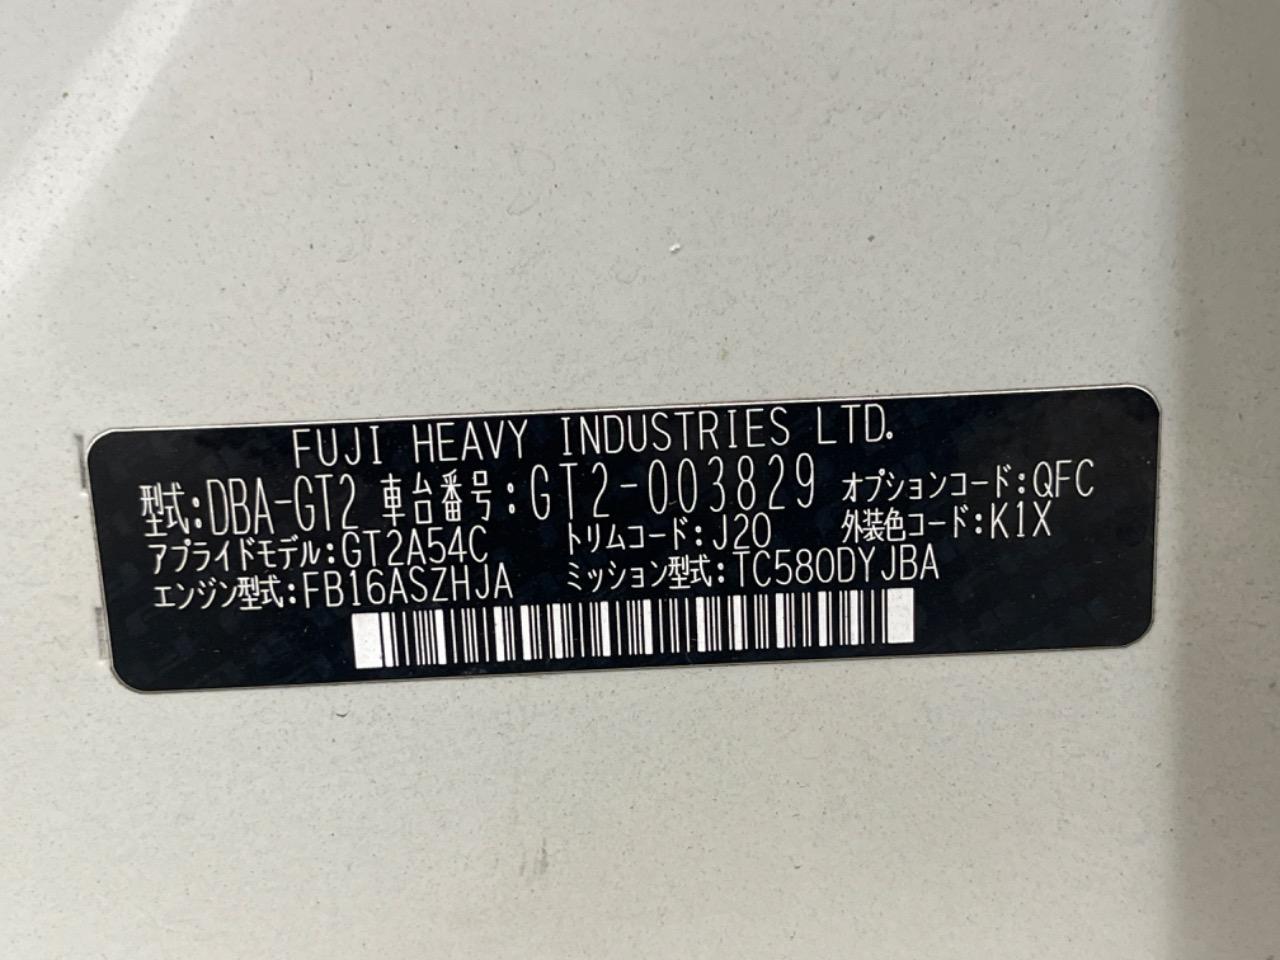 FUJI HEAVY INDUSTRIES LTD.
型式:DBA-GT2 車台番号:GT2-003829 オプションコード:QFC
アプライドモデル:GT2A54C トリムコード:J20 外装色コード:K1X
エンジン型式:FB16ASZHJA ミッション型式:TC580DYJBA